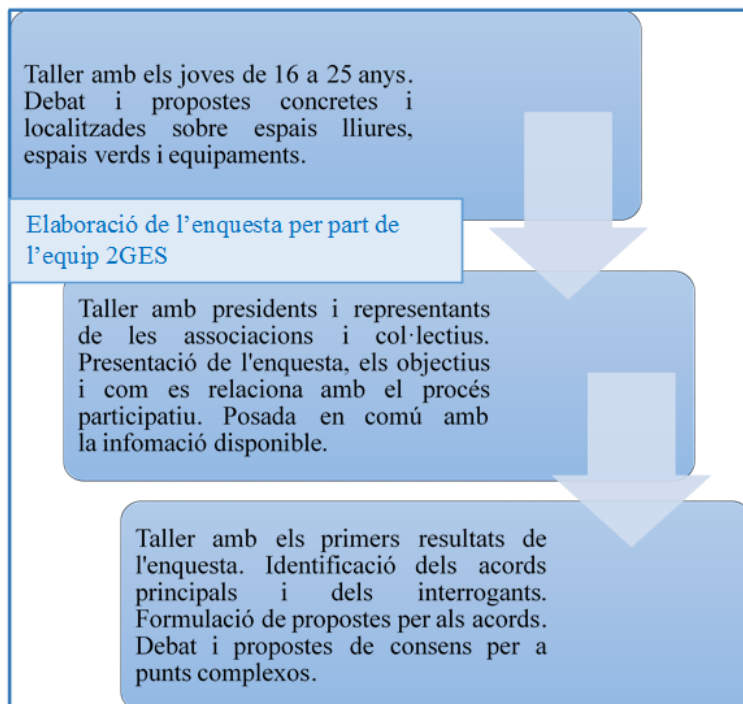 Taller amb els joves de 16 a 25 anys.
Debat i propostes concretes i
localitzades sobre espais lliures,
espais verds i equipaments.
Elaboració de l’enquesta per part de
l’equip 2GES
Taller amb presidents i representants
de les associacions i col·lectius.
Presentació de l'enquesta, els objectius
i com es relaciona amb el procés
participatiu. Posada en comú amb
la infomació disponible.
Taller amb els primers resultats de
l'enquesta. Identificació dels acords
principals i dels interrogants.
Formulació de propostes per als acords.
Debat i propostes de consens per a
punts complexos.